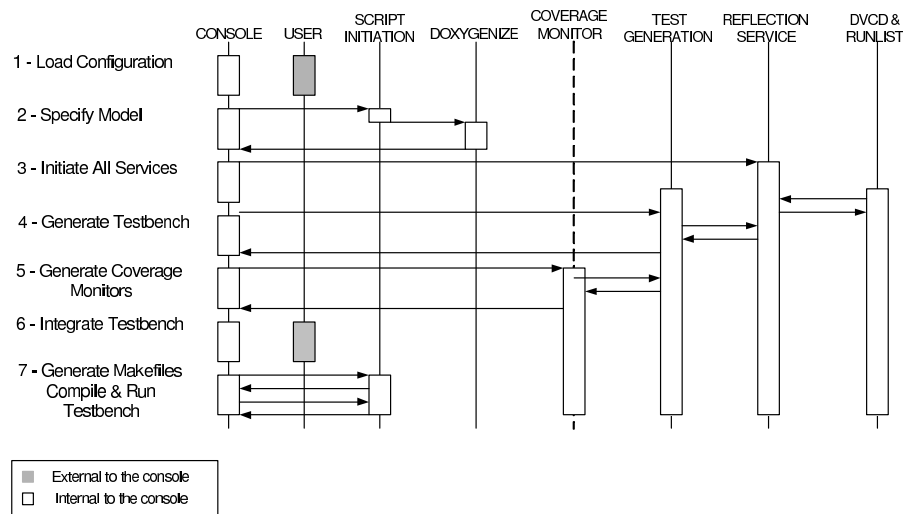 CONSOLE
USER
SCRIPT
INITIATION
DOXYGENIZE
COVERAGE
MONITOR
TEST
GENERATION
REFLECTION
SERVICE
DVCD &
RUNLIST
1 - Load Configuration
2 - Specify Model
3 - Initiate All Services
4 - Generate Testbench
5 - Generate Coverage
Monitors
6 - Integrate Testbench
7 - Generate Makefiles
Compile & Run
Testbench
External to the console
Internal to the console